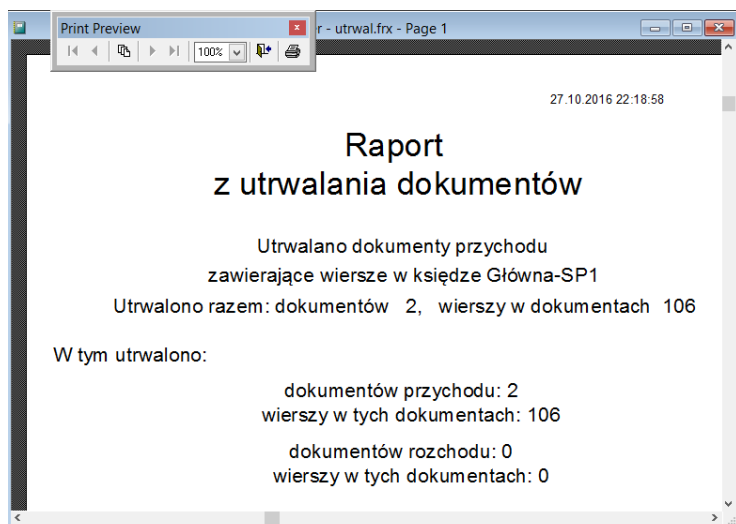 Print Preview
r - utrwal.frx - Page 1
100%
27.10.2016 22:18:58
Raport
z utrwalania dokumentów
Utrwalano dokumenty przychodu
zawierające wiersze w księdze Główna-SP1
Utrwalono razem: dokumentów 2, wierszy w dokumentach 106
W tym utrwalono:
dokumentów przychodu: 2
wierszy w tych dokumentach: 106
dokumentów rozchodu: 0
wierszy w tych dokumentach: 0